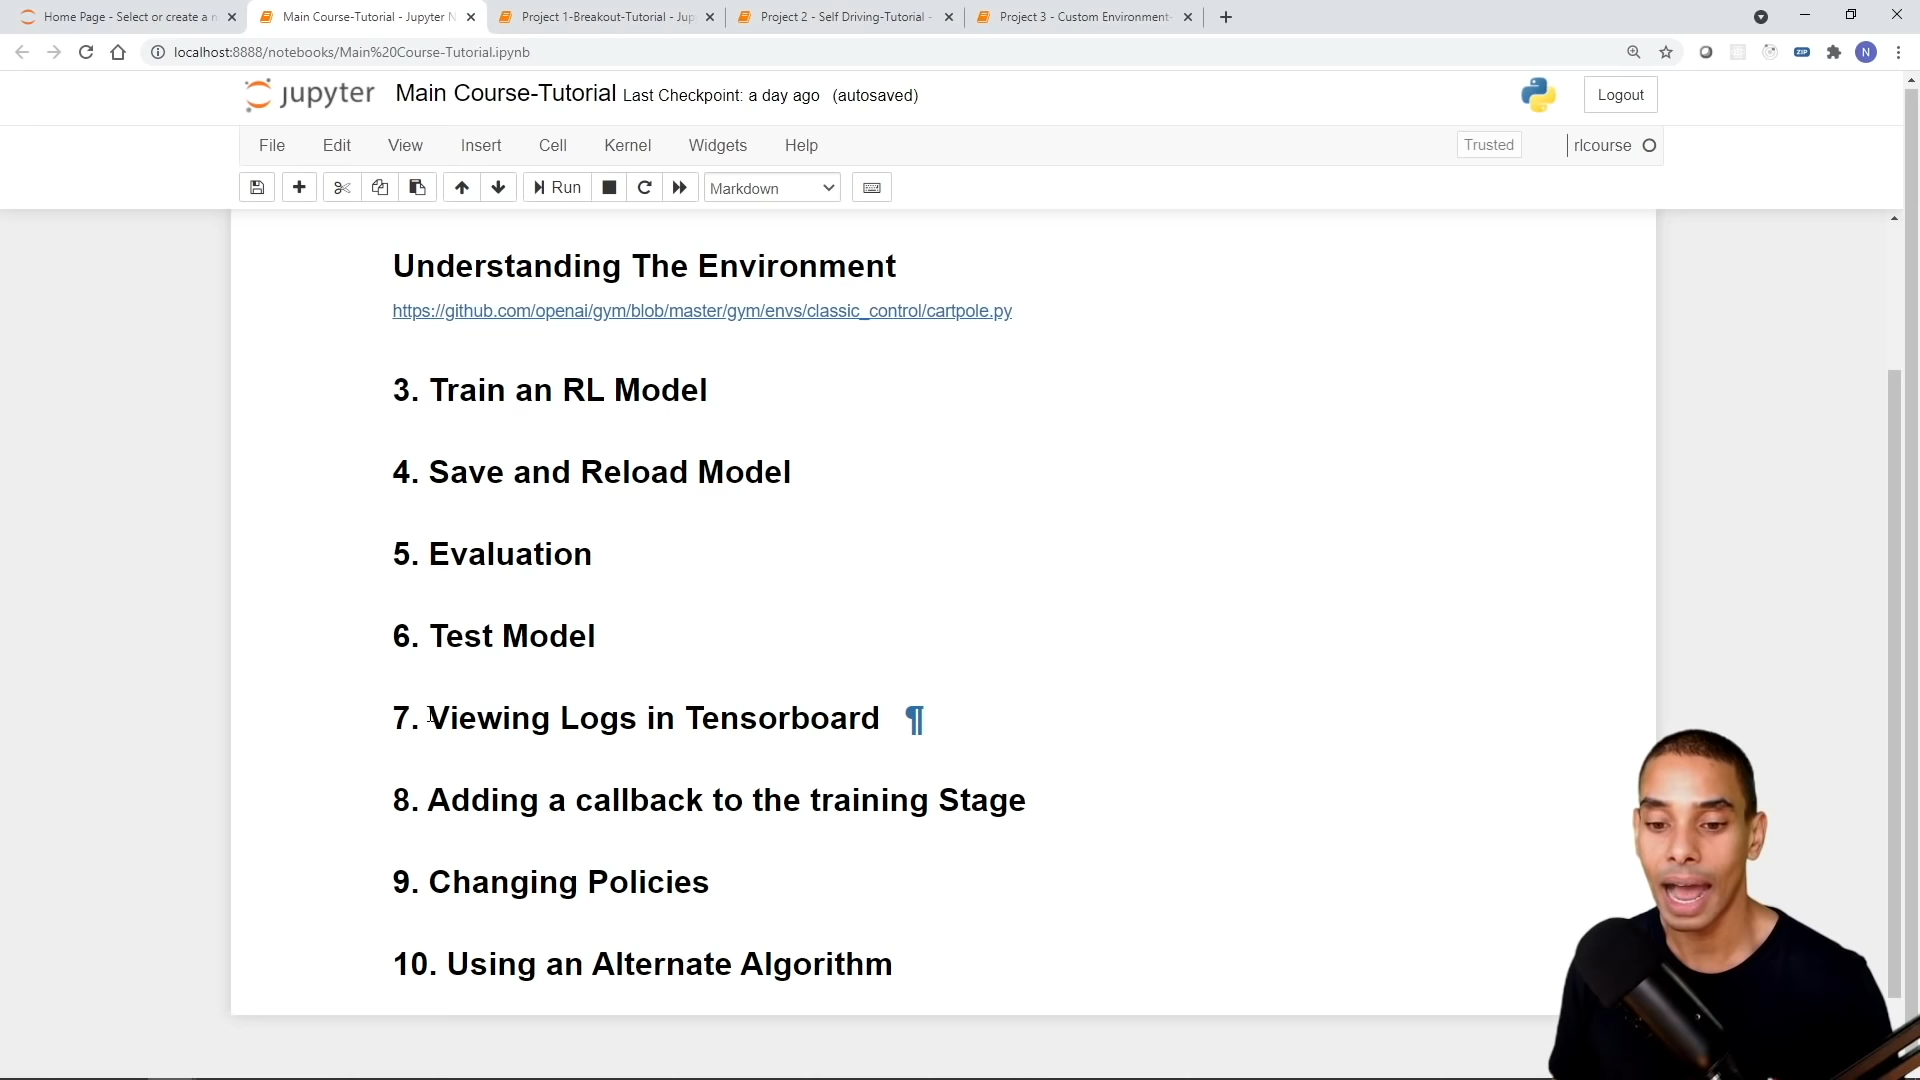 Home Page - Select or create a n
Main Course-Tutorial - Jupyter N
Project 1-Breakout-Tutorial - Jup
Project 2 - Self Driving-Tutorial -
Project 3 - Custom Environment-
localhost:8888/notebooks/Main%20Course-Tutorial.ipynb
ZIP
N
jupyter Main Course-Tutorial Last Checkpoint: a day ago (autosaved)
Logout
File Edit View Insert Cell Kernel Widgets Help
Trusted
rlcourse
Run
Markdown
Understanding The Environment
https://github.com/openai/gym/blob/master/gym/envs/classic_control/cartpole.py
3. Train an RL Model
4. Save and Reload Model
5. Evaluation
6. Test Model
7. Viewing Logs in Tensorboard ¶
8. Adding a callback to the training Stage
9. Changing Policies
10. Using an Alternate Algorithm